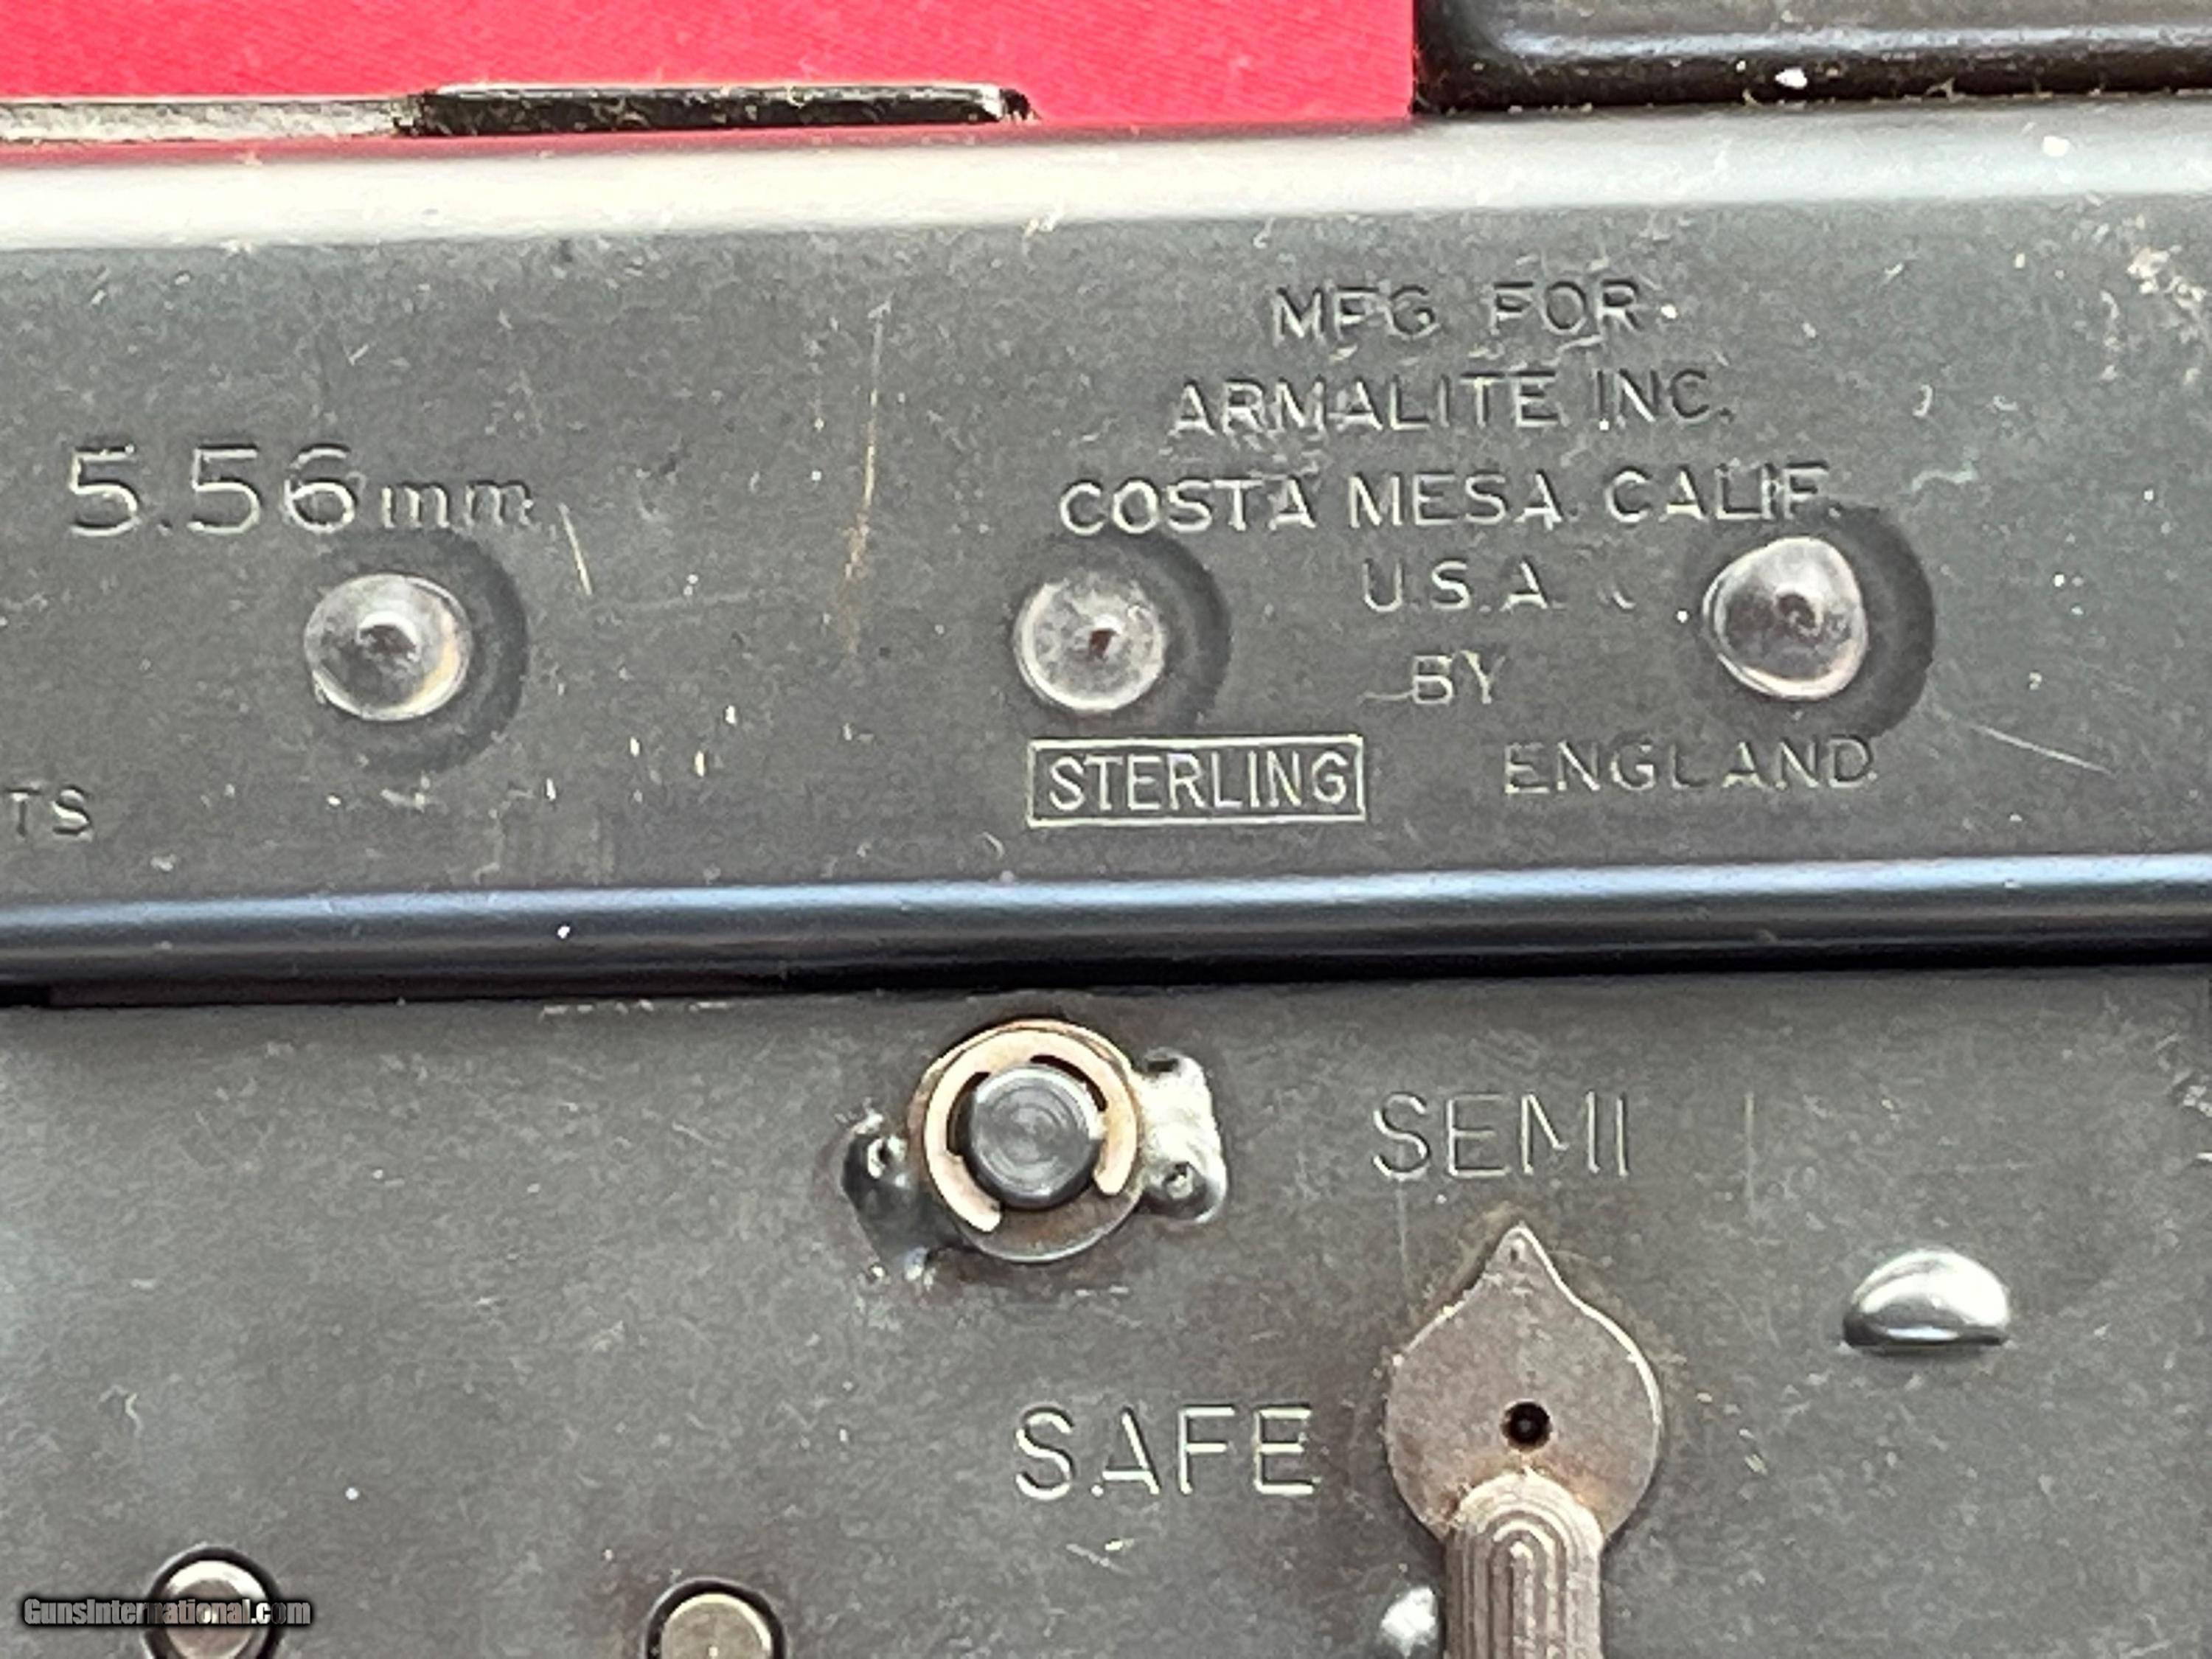 MFG FOR
ARMALITE INC.
COSTA MESA CALIF.
5.56mm
U.S.A.
BY
STERLING ENGLAND
TS
SEMI
SAFE
GunsInternational.com